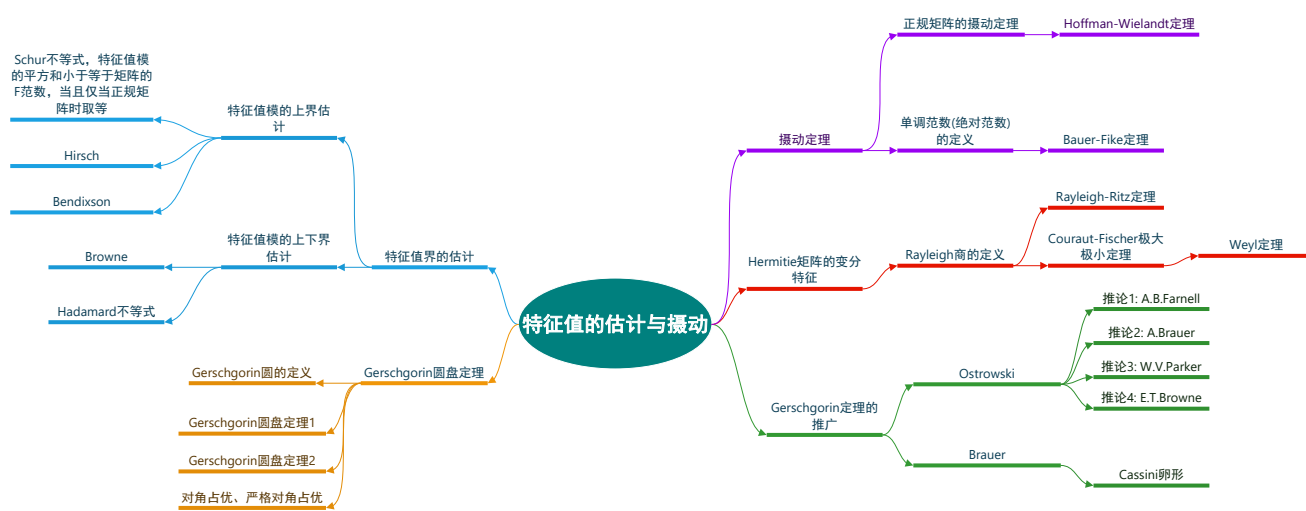 特征值的估计与摄动
特征值界的估计
特征值模的上界估
计
Schur不等式，特征值模
的平方和小于等于矩阵的
F范数，当且仅当正规矩
阵时取等
Hirsch
Bendixson
特征值模的上下界
估计
Browne
Hadamard不等式
Gerschgorin圆盘定理
Gerschgorin圆的定义
Gerschgorin圆盘定理1
Gerschgorin圆盘定理2
对角占优、严格对角占优
摄动定理
正规矩阵的摄动定理
Hoffman-Wielandt定理
单调范数(绝对范数)
的定义
Bauer-Fike定理
Hermitie矩阵的变分
特征
Rayleigh商的定义
Rayleigh-Ritz定理
Couraut-Fischer极大
极小定理
Weyl定理
Gerschgorin定理的
推广
Ostrowski
推论1: A.B.Farnell
推论2: A.Brauer
推论3: W.V.Parker
推论4: E.T.Browne
Brauer
Cassini卵形